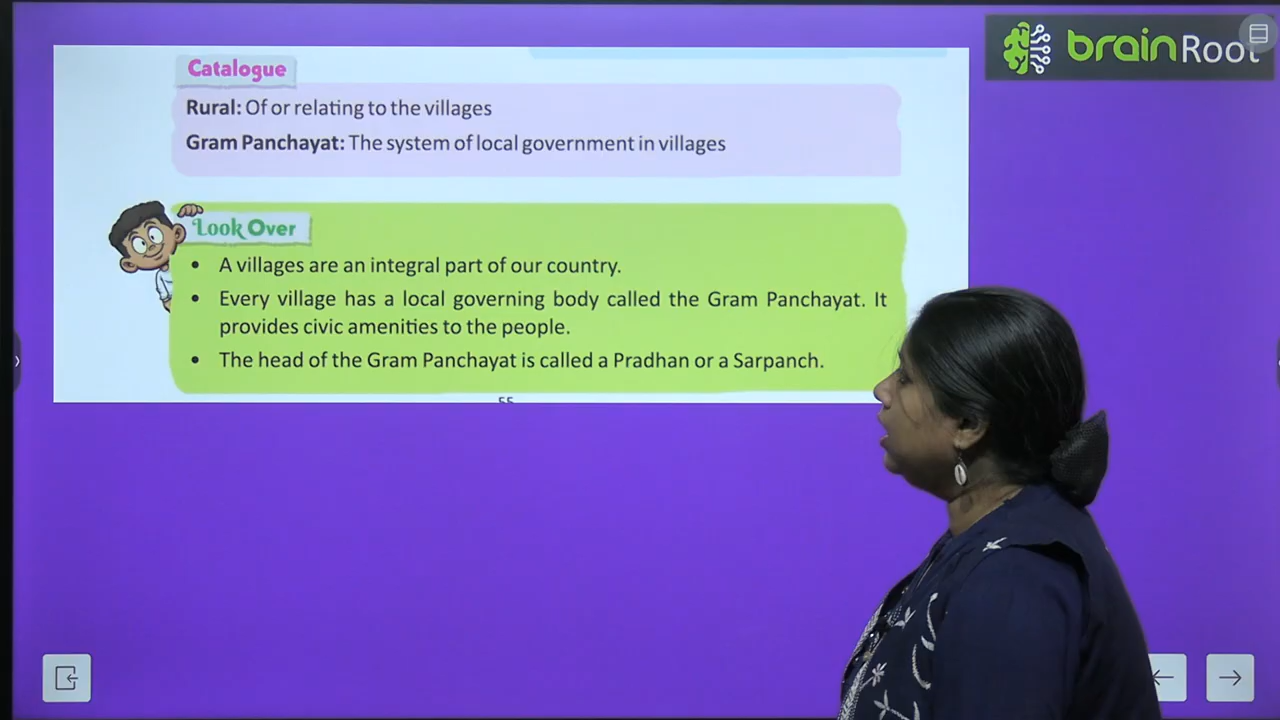 brainRoot
Catalogue
Rural: Of or relating to the villages
Gram Panchayat: The system of local government in villages
Look Over
• A villages are an integral part of our country.
• Every village has a local governing body called the Gram Panchayat. It
provides civic amenities to the people.
• The head of the Gram Panchayat is called a Pradhan or a Sarpanch.
55